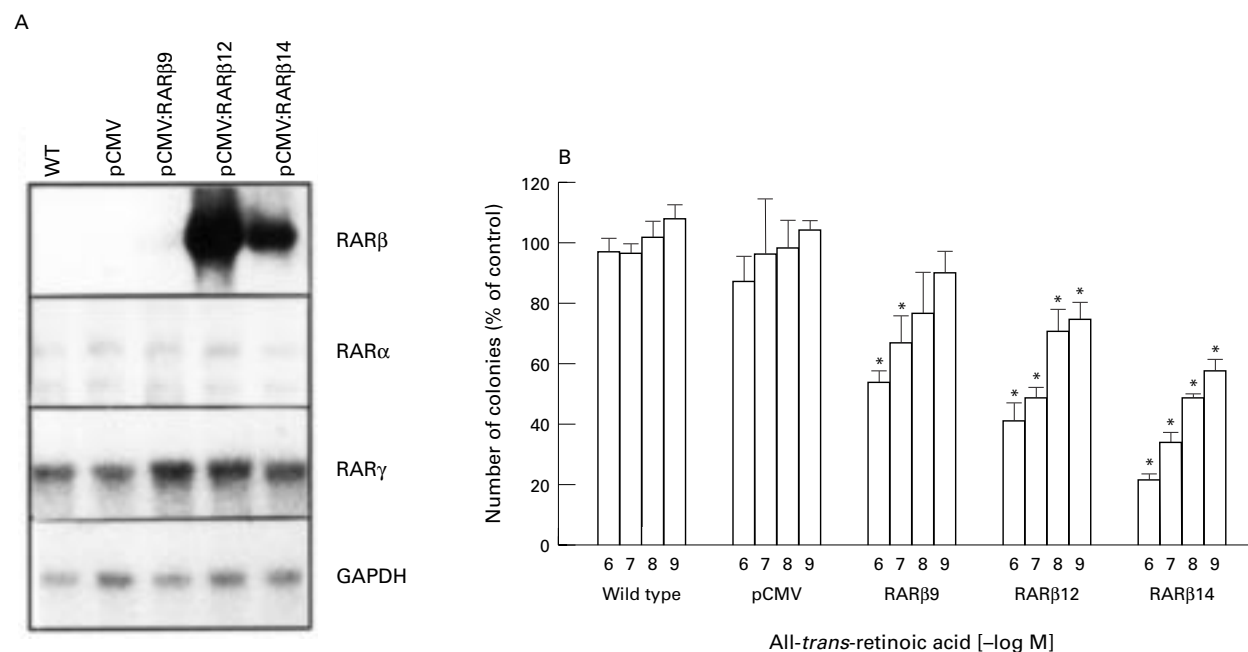 A
WT
pCMV
pCMV:RARβ9
pCMV:RARβ12
pCMV:RARβ14
RARβ
RARα
RARγ
GAPDH
B
Number of colonies (% of control)
120
100
80
60
40
20
0
* * * * * * * * * *
6 7 8 9 6 7 8 9 6 7 8 9 6 7 8 9 6 7 8 9
Wild type pCMV RARβ9 RARβ12 RARβ14
All-trans-retinoic acid [–log M]